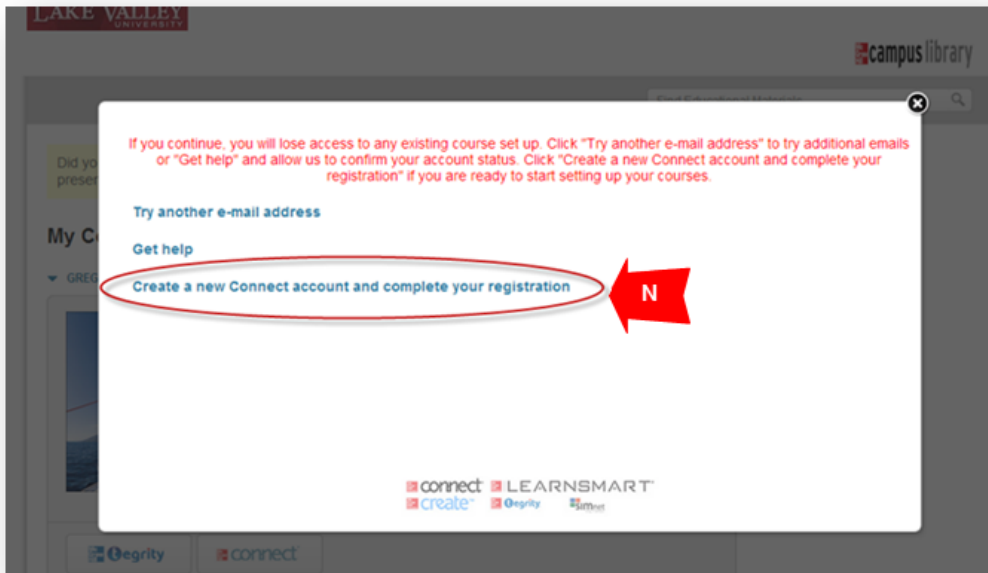 LAKE VALLEY
UNIVERSITY
campus library
Find Educational Materials
If you continue, you will lose access to any existing course set up. Click "Try another e-mail address" to try additional emails
or "Get help" and allow us to confirm your account status. Click "Create a new Connect account and complete your
registration" if you are ready to start setting up your courses.
Did yo
presen
Try another e-mail address
My Co
Get help
GREG
Create a new Connect account and complete your registration
N
connect LEARNSMART
create tegrity simnet
tegrity connect